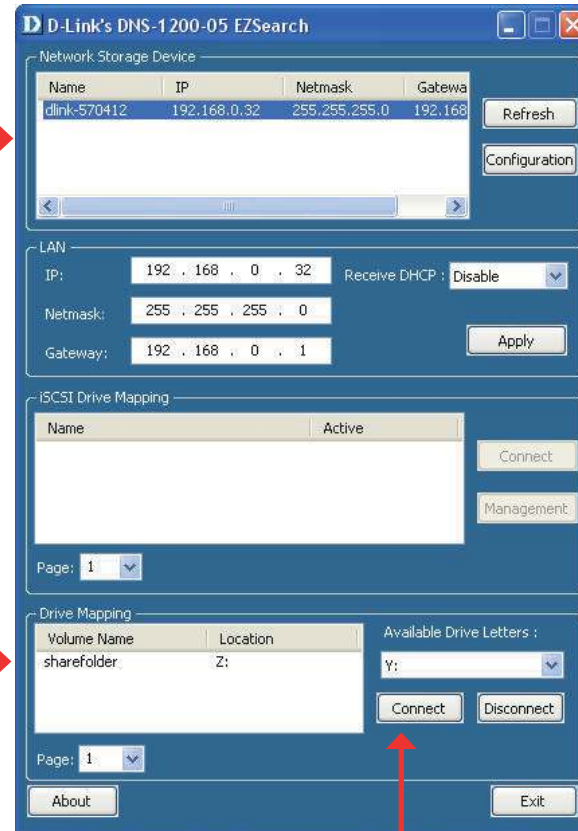 D D-Link's DNS-1200-05 EZSearch
Network Storage Device
Name IP Netmask Gatewa
dlink-570412 192.168.0.32 255.255.255.0 192.168
Refresh
Configuration
LAN
IP: 192 . 168 . 0 . 32 Receive DHCP : Disable
Netmask: 255 . 255 . 255 . 0
Gateway: 192 . 168 . 0 . 1 Apply
iSCSI Drive Mapping
Name Active
Connect
Management
Page: 1
Drive Mapping
Volume Name Location Available Drive Letters :
sharefolder Z: Y:
Connect Disconnect
Page: 1
About Exit